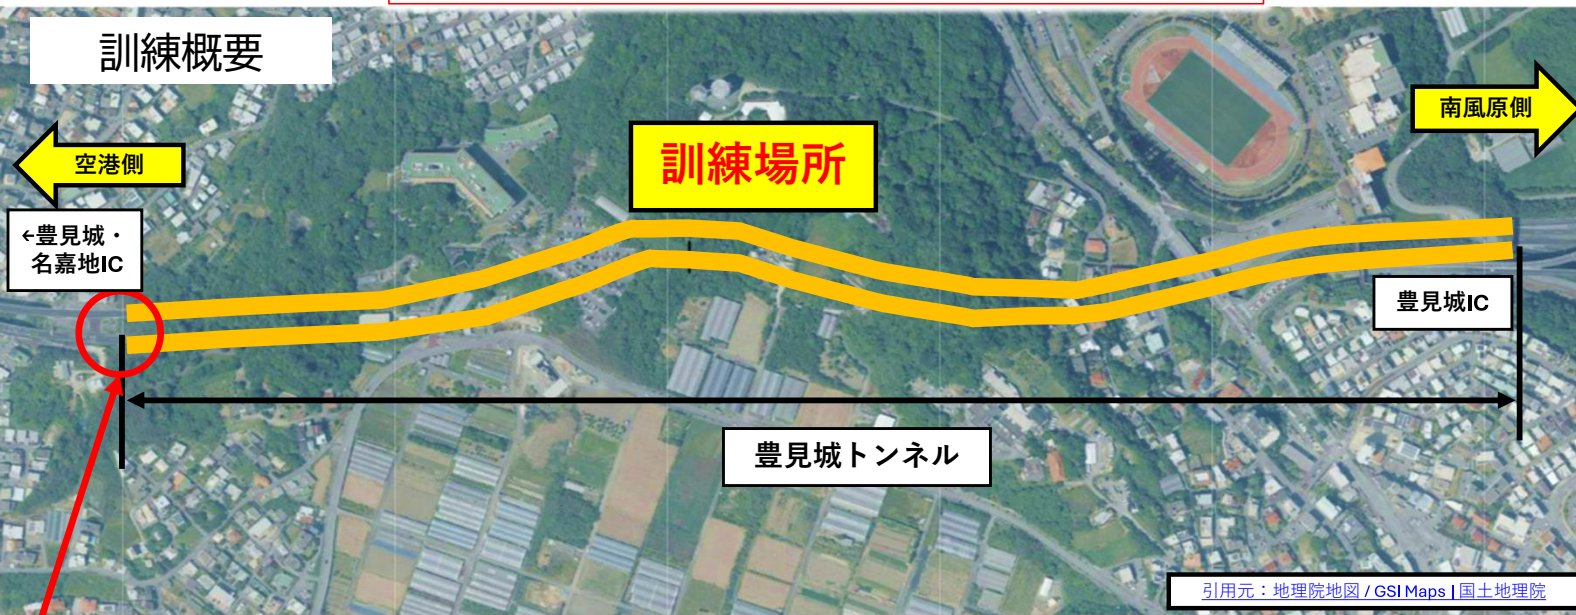 訓練概要
南風原側
空港側
訓練場所
←豊見城・
名嘉地IC
豊見城IC
豊見城トンネル
引用元：地理院地図 / GSI Maps | 国土地理院